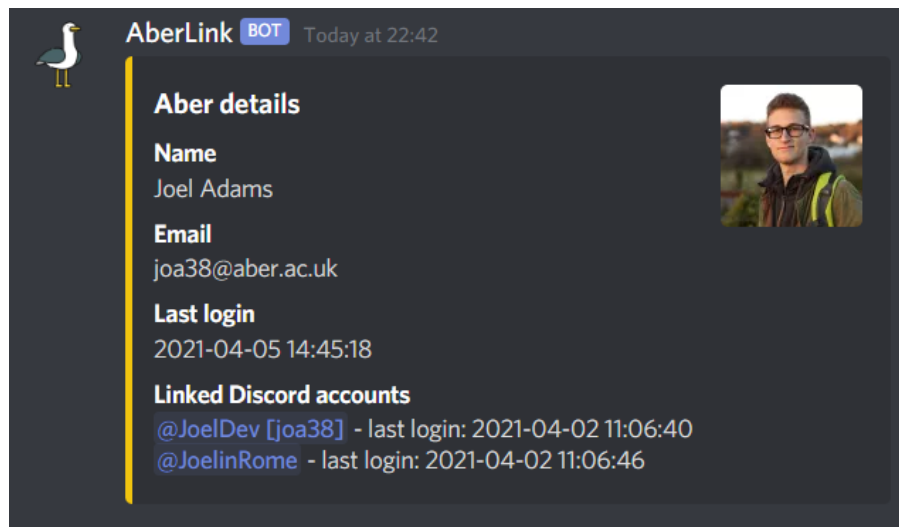 AberLink BOT Today at 22:42
Aber details
Name
Joel Adams
Email
joa38@aber.ac.uk
Last login
2021-04-05 14:45:18
Linked Discord accounts
@JoelDev [joa38] - last login: 2021-04-02 11:06:40
@JoelinRome - last login: 2021-04-02 11:06:46